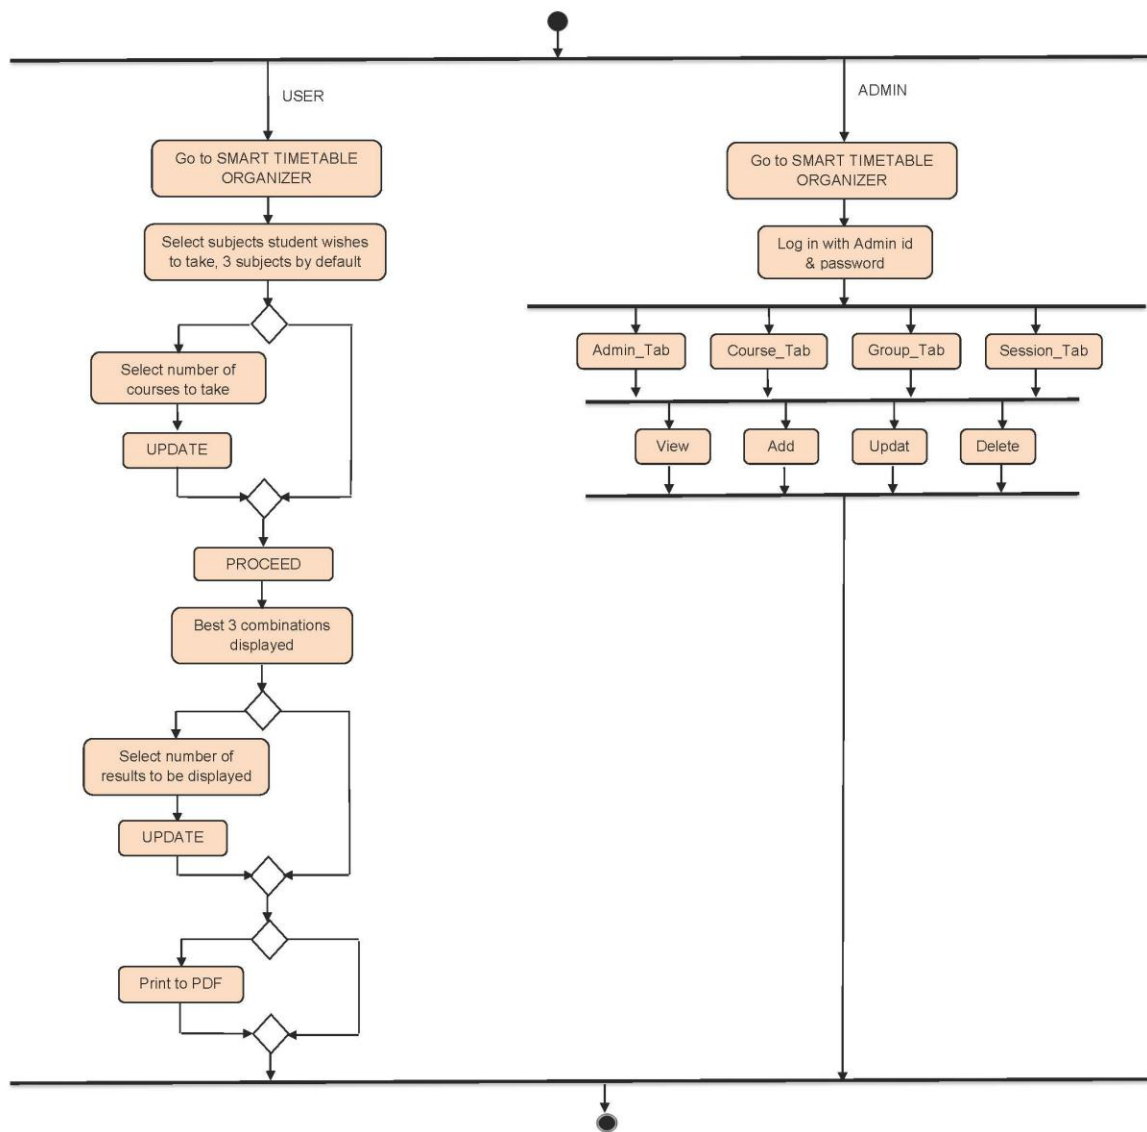 USER
Go to SMART TIMETABLE
ORGANIZER
Select subjects student wishes
to take, 3 subjects by default
Select number of
courses to take
UPDATE
PROCEED
Best 3 combinations
displayed
Select number of
results to be displayed
UPDATE
Print to PDF
ADMIN
Go to SMART TIMETABLE
ORGANIZER
Log in with Admin id
& password
Admin_Tab
Course_Tab
Group_Tab
Session_Tab
View
Add
Updat
Delete